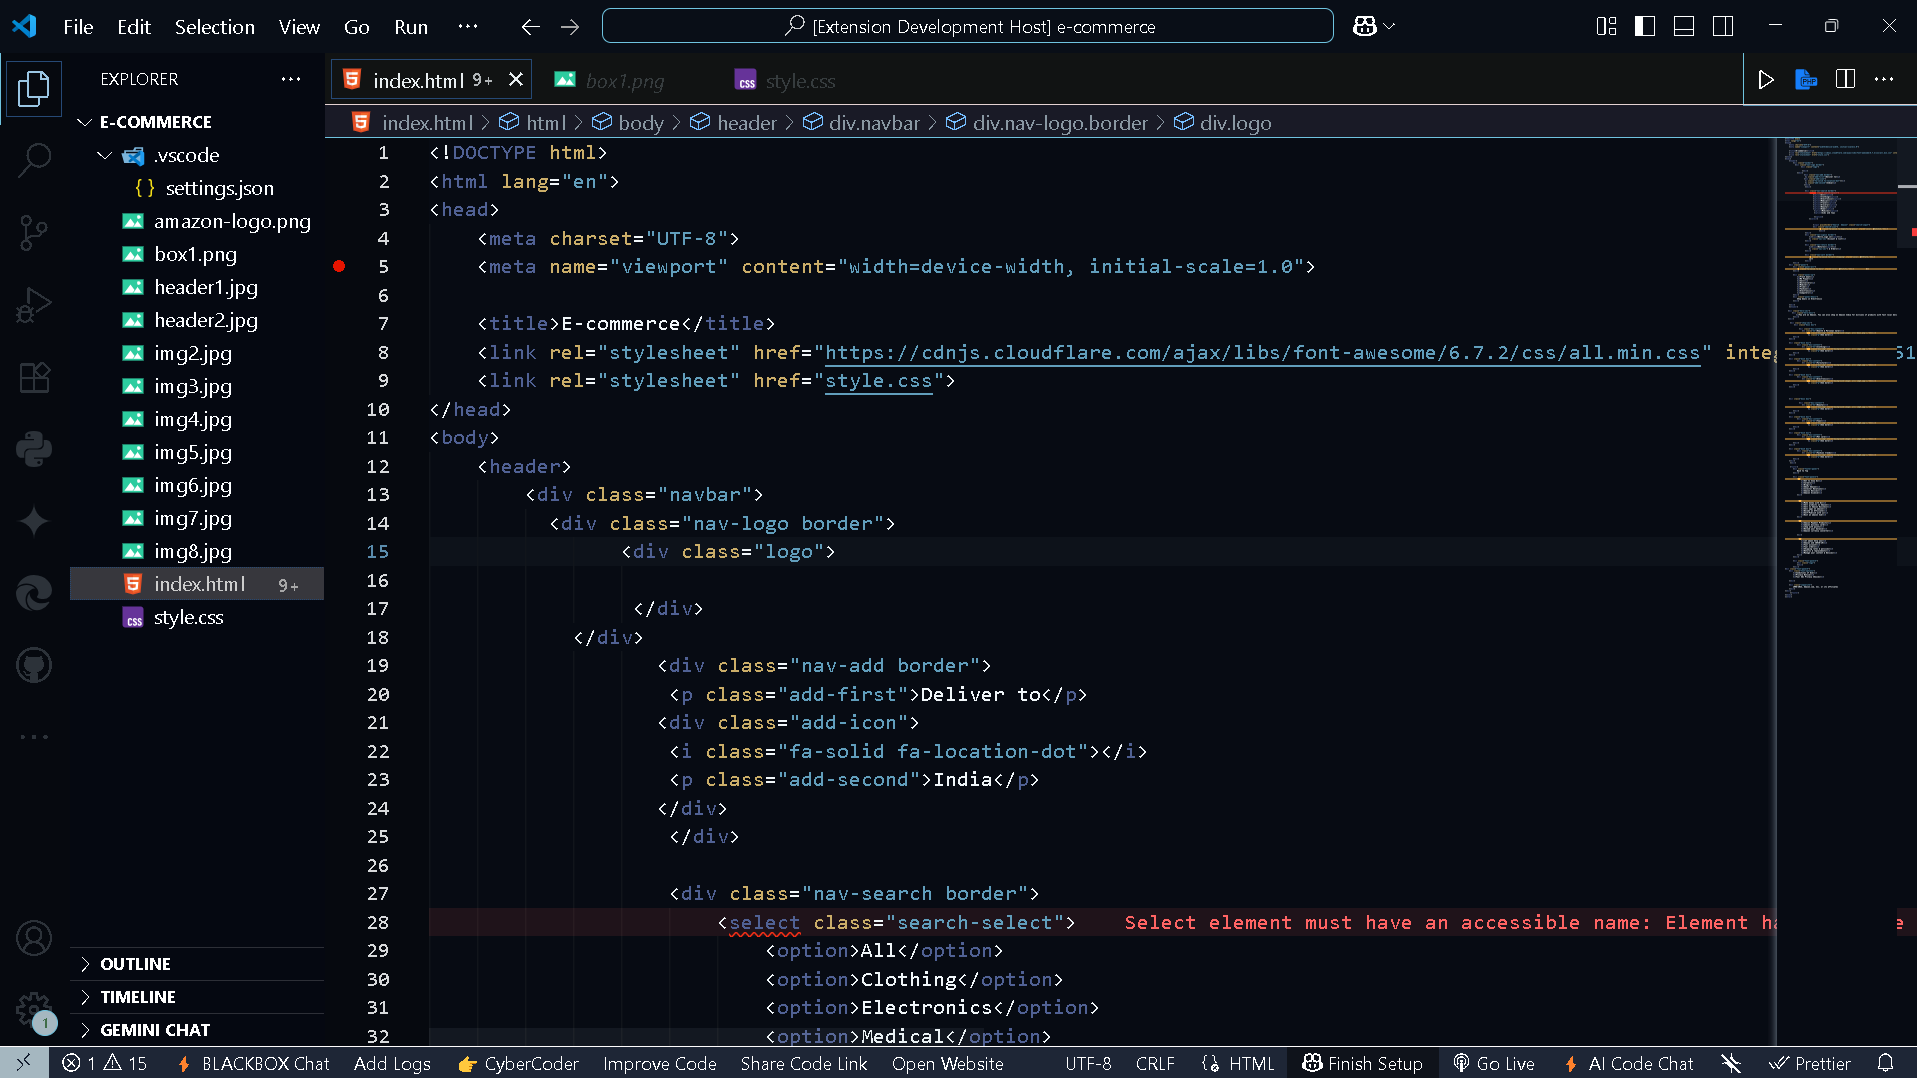 File Edit Selection View Go Run ··· [Extension Development Host] e-commerce
EXPLORER ···
E-COMMERCE
.vscode
{ } settings.json
amazon-logo.png
box1.png
header1.jpg
header2.jpg
img2.jpg
img3.jpg
img4.jpg
img5.jpg
img6.jpg
img7.jpg
img8.jpg
index.html 9+
style.css
OUTLINE
TIMELINE
GEMINI CHAT
1
index.html 9+ box1.png style.css
index.html > html > body > header > div.navbar > div.nav-logo.border > div.logo
1 <!DOCTYPE html>
2 <html lang="en">
3 <head>
4 <meta charset="UTF-8">
5 <meta name="viewport" content="width=device-width, initial-scale=1.0">
6
7 <title>E-commerce</title>
8 <link rel="stylesheet" href="https://cdnjs.cloudflare.com/ajax/libs/font-awesome/6.7.2/css/all.min.css" integ
9 <link rel="stylesheet" href="style.css">
10 </head>
11 <body>
12 <header>
13 <div class="navbar">
14 <div class="nav-logo border">
15 <div class="logo">
16
17 </div>
18 </div>
19 <div class="nav-add border">
20 <p class="add-first">Deliver to</p>
21 <div class="add-icon">
22 <i class="fa-solid fa-location-dot"></i>
23 <p class="add-second">India</p>
24 </div>
25 </div>
26
27 <div class="nav-search border">
28 <select class="search-select"> Select element must have an accessible name: Element ha
29 <option>All</option>
30 <option>Clothing</option>
31 <option>Electronics</option>
32 <option>Medical</option>
1 15 BLACKBOX Chat Add Logs CyberCoder Improve Code Share Code Link Open Website UTF-8 CRLF HTML Finish Setup Go Live AI Code Chat Prettier